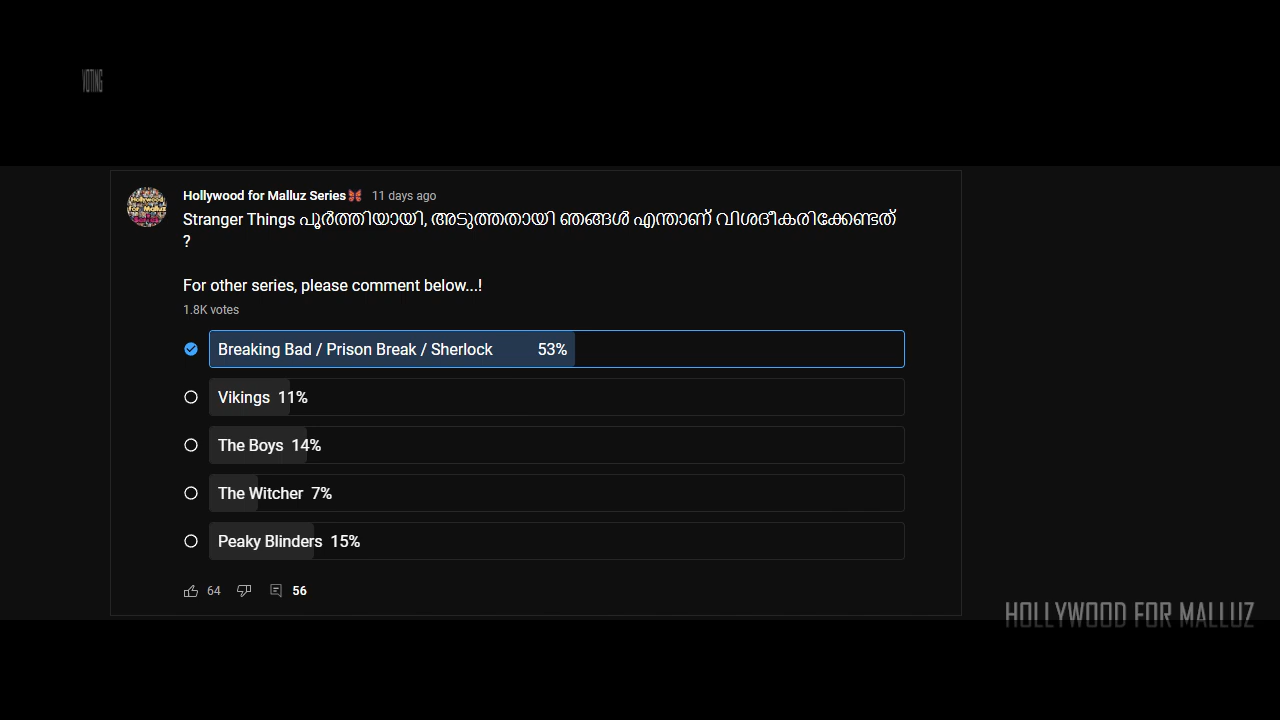 VOTING
Hollywood for Malluz Series 11 days ago
Stranger Things പൂർത്തിയായി, അടുത്തതായി ഞങ്ങൾ എന്താണ് വിശദീകരിക്കേണ്ടത്
?
For other series, please comment below...!
1.8K votes
Breaking Bad / Prison Break / Sherlock 53%
Vikings 11%
The Boys 14%
The Witcher 7%
Peaky Blinders 15%
64 56
HOLLYWOOD FOR MALLUZ